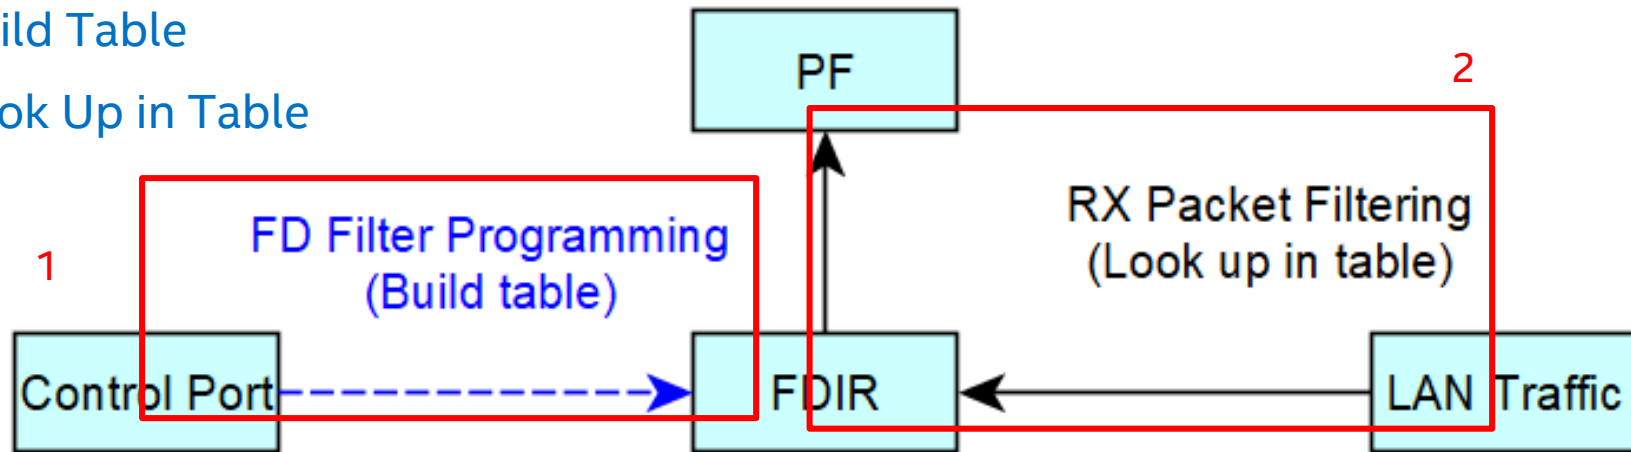 ild Table
ok Up in Table
PF
2
RX Packet Filtering
(Look up in table)
FD Filter Programming
(Build table)
1
Control Port
FDIR
LAN Traffic